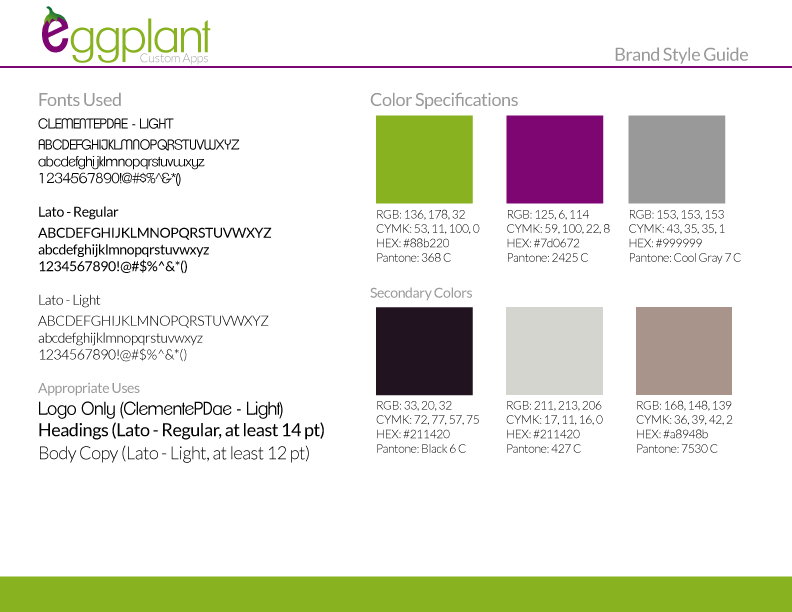 eggplant
Custom Apps
Brand Style Guide
Fonts Used
CLEMENTEPDAE - LIGHT
ABCDEFGHIJKLMNOPQRSTUVWXYZ
abcdefghijklmnopqrstuvwxyz
1234567890!@#$%^&*()
Lato - Regular
ABCDEFGHIJKLMNOPQRSTUVWXYZ
abcdefghijklmnopqrstuvwxyz
1234567890!@#$%^&*()
Lato - Light
ABCDEFGHIJKLMNOPQRSTUVWXYZ
abcdefghijklmnopqrstuvwxyz
1234567890!@#$%^&*()
Appropriate Uses
Logo Only (ClementePDae - Light)
Headings (Lato - Regular, at least 14 pt)
Body Copy (Lato - Light, at least 12 pt)
Color Specifications
RGB: 136, 178, 32
CYMK: 53, 11, 100, 0
HEX: #88b220
Pantone: 368 C
RGB: 125, 6, 114
CYMK: 59, 100, 22, 8
HEX: #7d0672
Pantone: 2425 C
RGB: 153, 153, 153
CYMK: 43, 35, 35, 1
HEX: #999999
Pantone: Cool Gray 7 C
Secondary Colors
RGB: 33, 20, 32
CYMK: 72, 77, 57, 75
HEX: #211420
Pantone: Black 6 C
RGB: 211, 213, 206
CYMK: 17, 11, 16, 0
HEX: #211420
Pantone: 427 C
RGB: 168, 148, 139
CYMK: 36, 39, 42, 2
HEX: #a8948b
Pantone: 7530 C